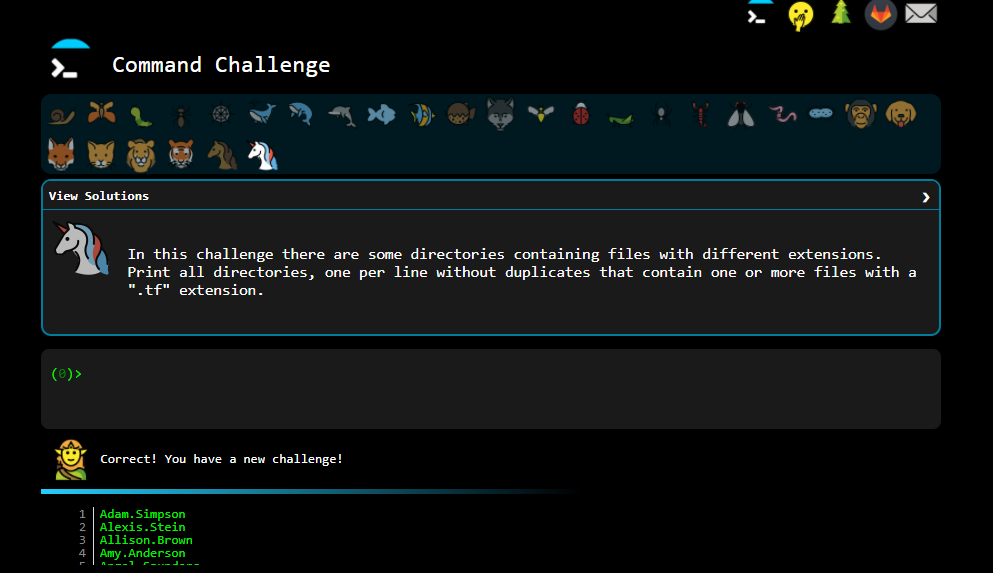 Command Challenge
View Solutions
In this challenge there are some directories containing files with different extensions.
Print all directories, one per line without duplicates that contain one or more files with a
".tf" extension.
(0)>
Correct! You have a new challenge!
1 Adam.Simpson
2 Alexis.Stein
3 Allison.Brown
4 Amy.Anderson